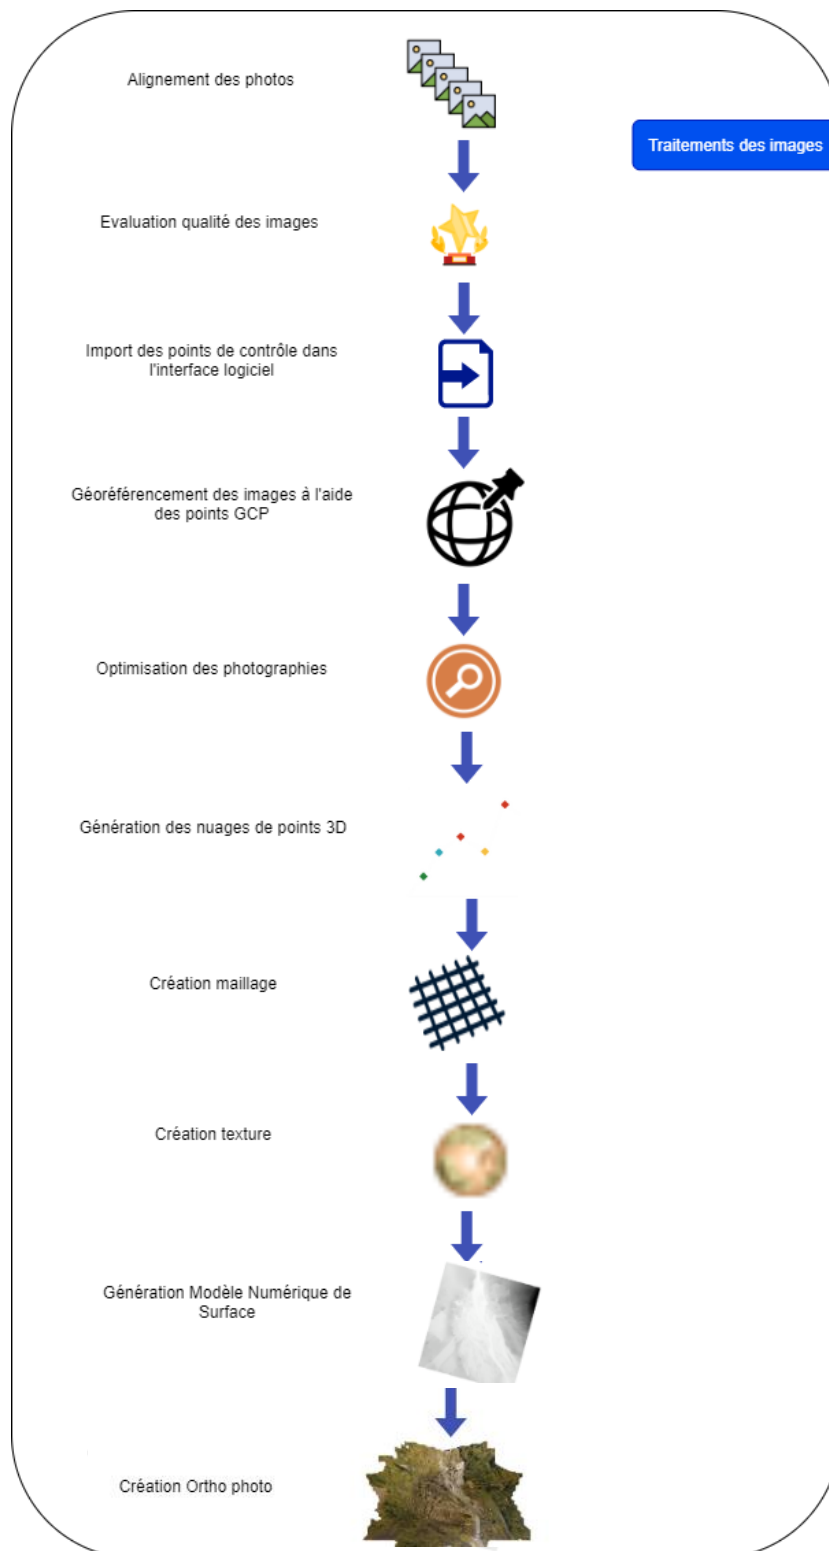 Alignement des photos
Traitements des images
Evaluation qualité des images
Import des points de contrôle dans
l'interface logiciel
Géoréférencement des images à l'aide
des points GCP
Optimisation des photographies
Génération des nuages de points 3D
Création maillage
Création texture
Génération Modèle Numérique de
Surface
Création Ortho photo